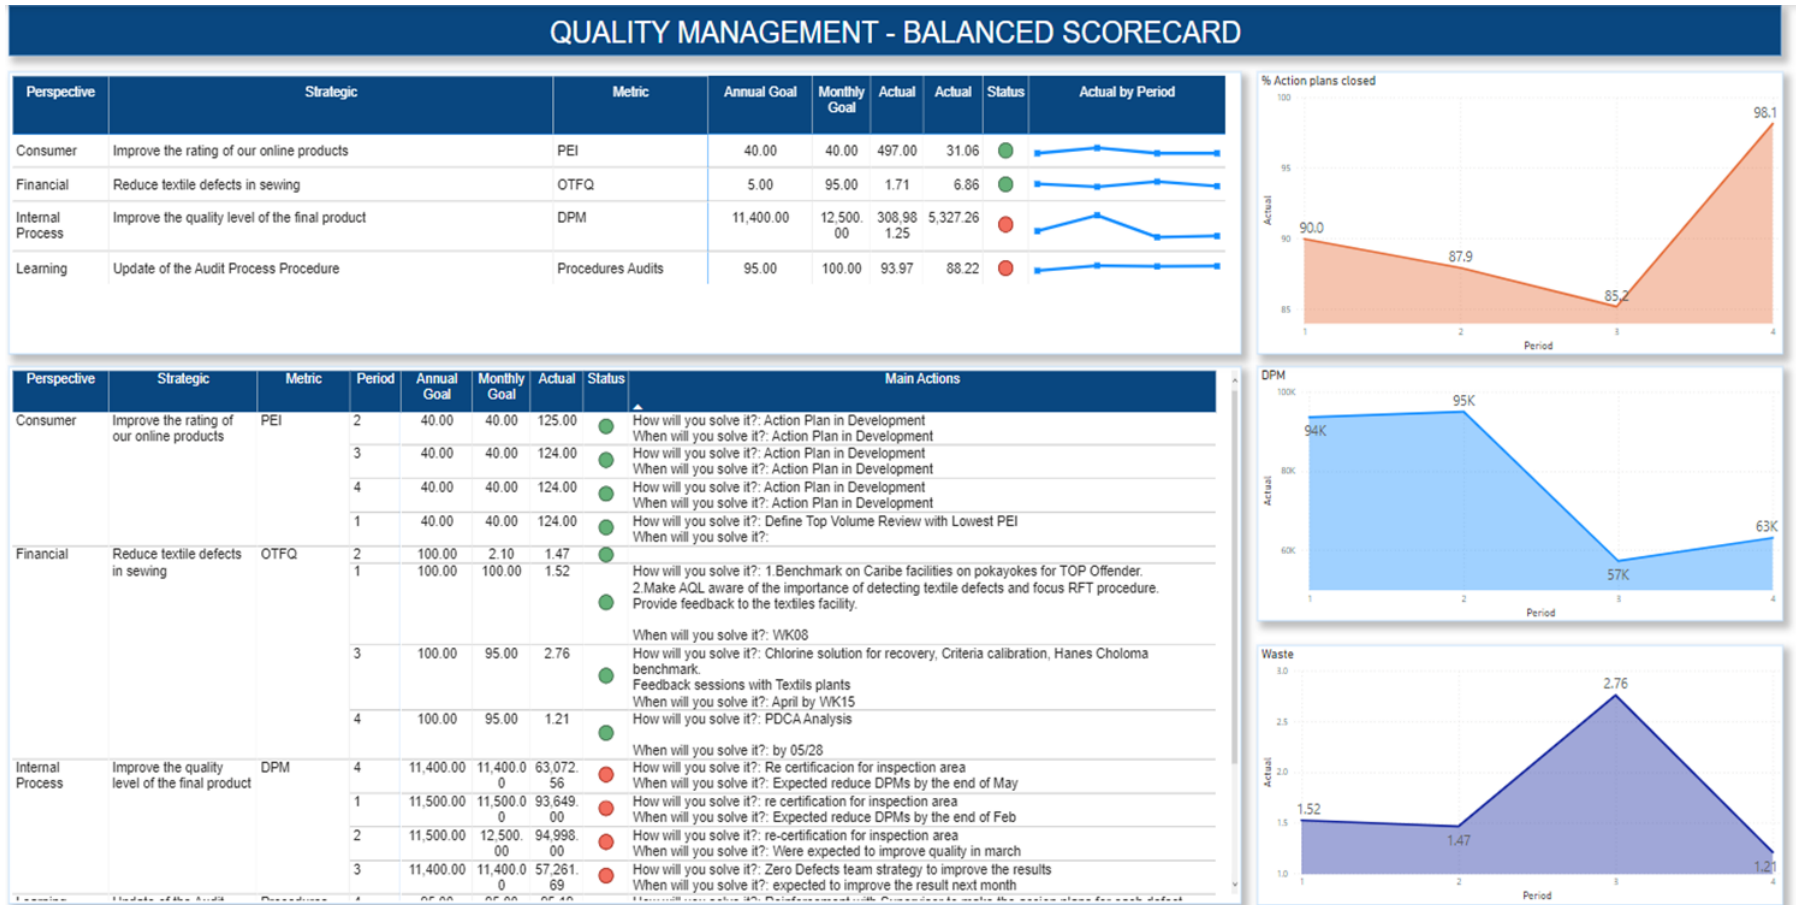 QUALITY MANAGEMENT - BALANCED SCORECARD
Perspective Strategic Metric Annual Goal Monthly Goal Actual Actual Status Actual by Period
Consumer Improve the rating of our online products PEI 40.00 40.00 497.00 31.06
Financial Reduce textile defects in sewing OTFQ 5.00 95.00 1.71 6.86
Internal Process Improve the quality level of the final product DPM 11,400.00 12,500.00 308,981.25 5,327.26
Learning Update of the Audit Process Procedure Procedures Audits 95.00 100.00 93.97 88.22
% Action plans closed
100
95
90
85
Actual
90.0
87.9
85.2
98.1
1 2 3 4
Period
Perspective Strategic Metric Period Annual Goal Monthly Goal Actual Status Main Actions
Consumer Improve the rating of our online products PEI 2 40.00 40.00 125.00 How will you solve it?: Action Plan in Development
When will you solve it?: Action Plan in Development
3 40.00 40.00 124.00 How will you solve it?: Action Plan in Development
When will you solve it?: Action Plan in Development
4 40.00 40.00 124.00 How will you solve it?: Action Plan in Development
When will you solve it?: Action Plan in Development
1 40.00 40.00 124.00 How will you solve it?: Define Top Volume Review with Lowest PEI
When will you solve it?:
Financial Reduce textile defects in sewing OTFQ 2 100.00 2.10 1.47
1 100.00 100.00 1.52 How will you solve it?: 1.Benchmark on Caribe facilities on pokayokes for TOP Offender.
2.Make AQL aware of the importance of detecting textile defects and focus RFT procedure.
Provide feedback to the textiles facility.
When will you solve it?: WK08
3 100.00 95.00 2.76 How will you solve it?: Chlorine solution for recovery, Criteria calibration, Hanes Choloma
benchmark.
Feedback sessions with Textils plants
When will you solve it?: April by WK15
4 100.00 95.00 1.21 How will you solve it?: PDCA Analysis
When will you solve it?: by 05/28
Internal Process Improve the quality level of the final product DPM 4 11,400.00 11,400.00 63,072.56 How will you solve it?: Re certificacion for inspection area
When will you solve it?: Expected reduce DPMs by the end of May
1 11,500.00 11,500.00 93,649.00 How will you solve it?: re certification for inspection area
When will you solve it?: Expected reduce DPMs by the end of Feb
2 11,500.00 12,500.00 94,998.00 How will you solve it?: re-certification for inspection area
When will you solve it?: Were expected to improve quality in march
3 11,400.00 11,400.00 57,261.69 How will you solve it?: Zero Defects team strategy to improve the results
When will you solve it?: expected to improve the result next month
DPM
100K
80K
60K
Actual
94K
95K
57K
63K
1 2 3 4
Period
Waste
3.0
2.5
2.0
1.5
1.0
Actual
1.52
1.47
2.76
1.21
1 2 3 4
Period